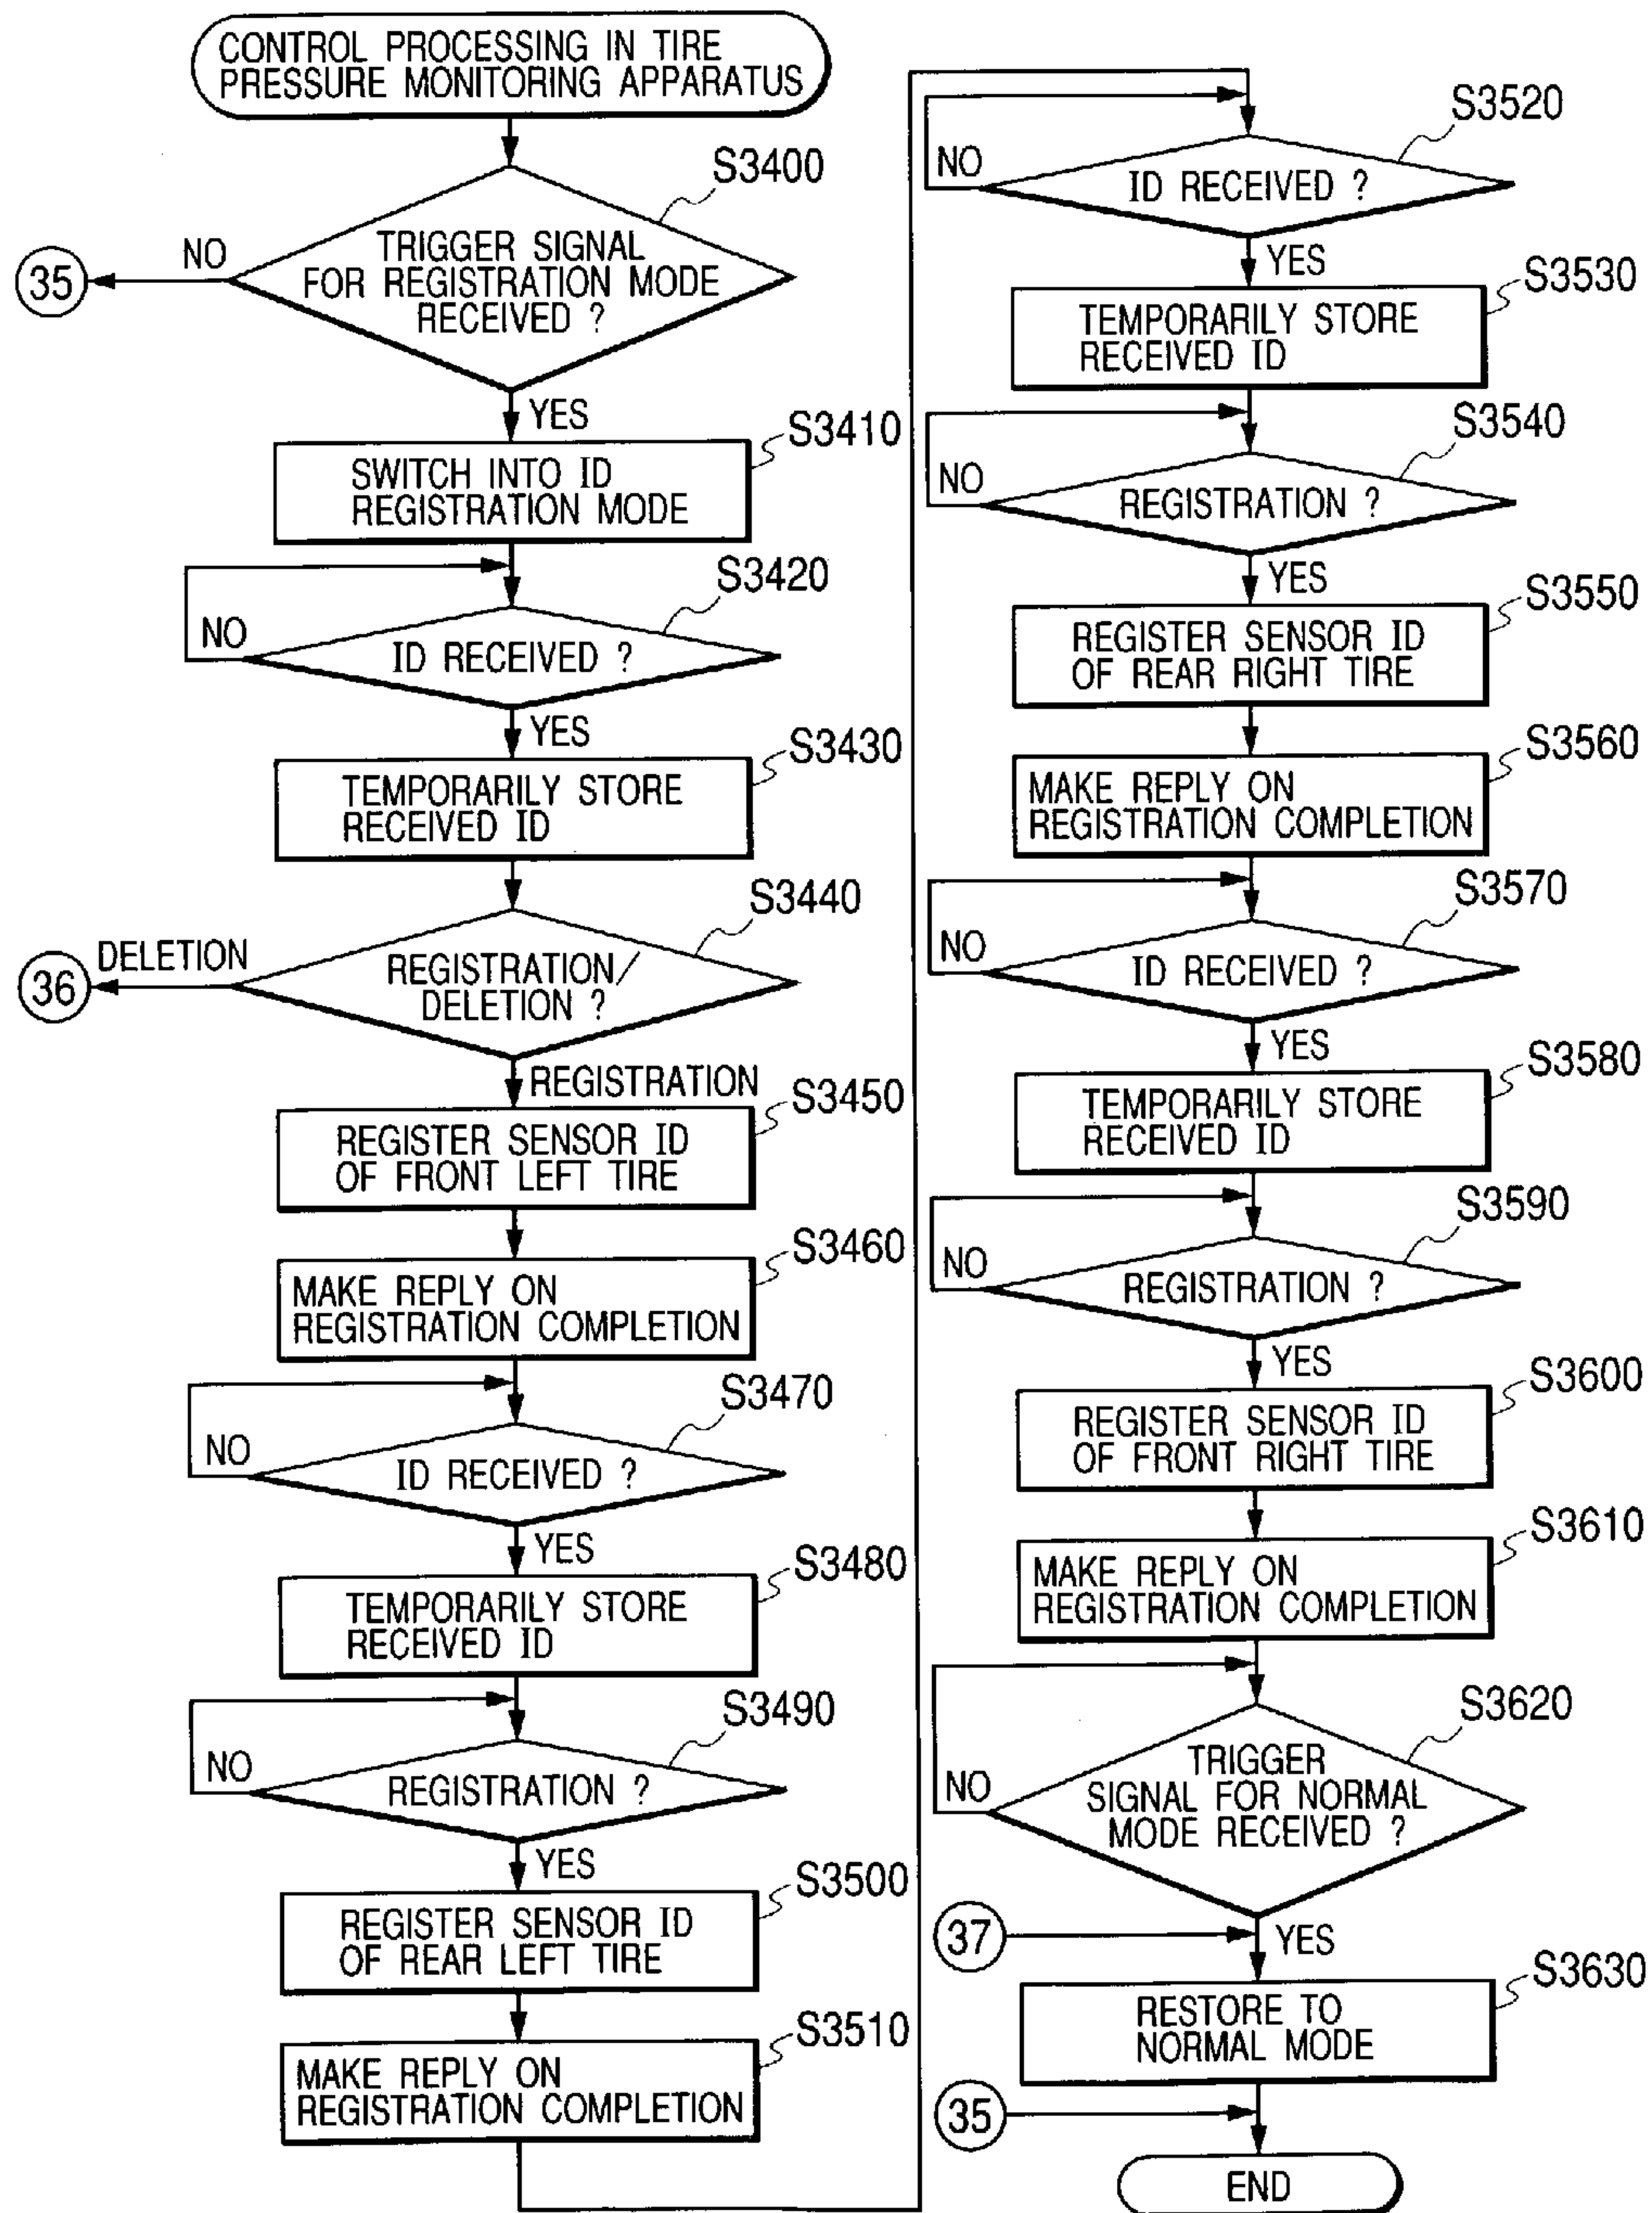 CONTROL PROCESSING IN TIRE
PRESSURE MONITORING APPARATUS
S3400
TRIGGER SIGNAL
FOR REGISTRATION MODE
RECEIVED ?
NO
35
YES
S3410
SWITCH INTO ID
REGISTRATION MODE
S3420
NO
ID RECEIVED ?
YES
S3430
TEMPORARILY STORE
RECEIVED ID
S3440
DELETION
36
REGISTRATION/
DELETION ?
REGISTRATION
S3450
REGISTER SENSOR ID
OF FRONT LEFT TIRE
S3460
MAKE REPLY ON
REGISTRATION COMPLETION
S3470
NO
ID RECEIVED ?
YES
S3480
TEMPORARILY STORE
RECEIVED ID
S3490
NO
REGISTRATION ?
YES
S3500
REGISTER SENSOR ID
OF REAR LEFT TIRE
S3510
MAKE REPLY ON
REGISTRATION COMPLETION
S3520
NO
ID RECEIVED ?
YES
S3530
TEMPORARILY STORE
RECEIVED ID
S3540
NO
REGISTRATION ?
YES
S3550
REGISTER SENSOR ID
OF REAR RIGHT TIRE
S3560
MAKE REPLY ON
REGISTRATION COMPLETION
S3570
NO
ID RECEIVED ?
YES
S3580
TEMPORARILY STORE
RECEIVED ID
S3590
NO
REGISTRATION ?
YES
S3600
REGISTER SENSOR ID
OF FRONT RIGHT TIRE
S3610
MAKE REPLY ON
REGISTRATION COMPLETION
S3620
NO
TRIGGER
SIGNAL FOR NORMAL
MODE RECEIVED ?
37
YES
S3630
RESTORE TO
NORMAL MODE
35
END